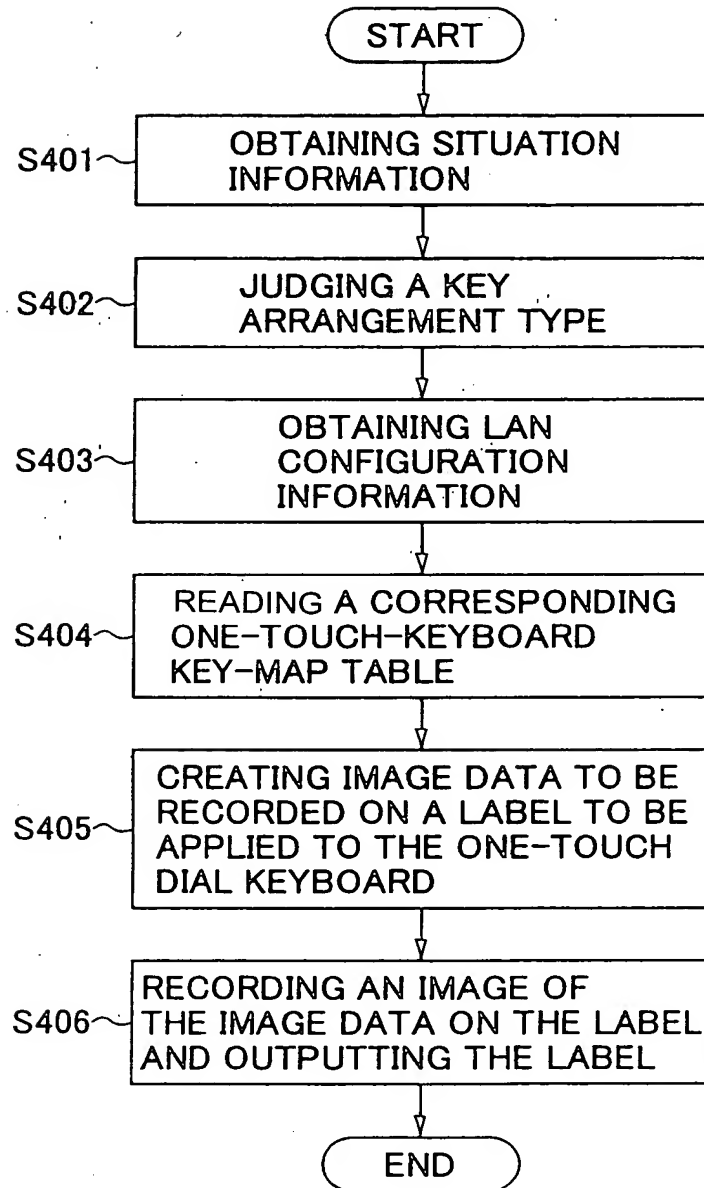 START
S401
OBTAINING SITUATION
INFORMATION
S402
JUDGING A KEY
ARRANGEMENT TYPE
S403
OBTAINING LAN
CONFIGURATION
INFORMATION
S404
READING A CORRESPONDING
ONE-TOUCH-KEYBOARD
KEY-MAP TABLE
S405
CREATING IMAGE DATA TO BE
RECORDED ON A LABEL TO BE
APPLIED TO THE ONE-TOUCH
DIAL KEYBOARD
S406
RECORDING AN IMAGE OF
THE IMAGE DATA ON THE LABEL
AND OUTPUTTING THE LABEL
END